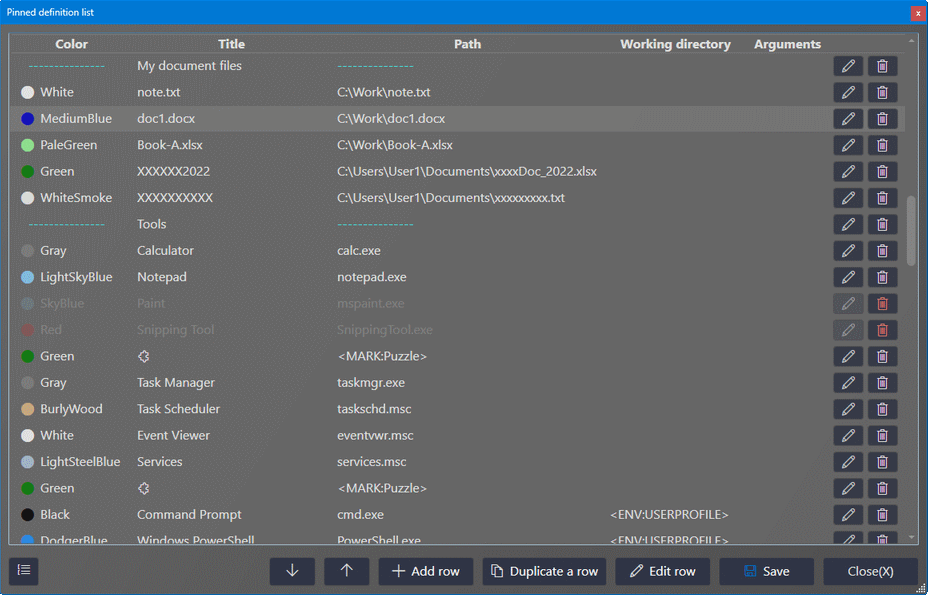 Pinned definition list
Color Title Path Working directory Arguments
-------------- My document files --------------
White note.txt C:\Work\note.txt
MediumBlue doc1.docx C:\Work\doc1.docx
PaleGreen Book-A.xlsx C:\Work\Book-A.xlsx
Green XXXXXX2022 C:\Users\User1\Documents\xxxxDoc_2022.xlsx
WhiteSmoke XXXXXXXXXX C:\Users\User1\Documents\xxxxxxxxx.txt
-------------- Tools --------------
Gray Calculator calc.exe
LightSkyBlue Notepad notepad.exe
SkyBlue Paint mspaint.exe
Red Snipping Tool SnippingTool.exe
Green <MARK:Puzzle>
Gray Task Manager taskmgr.exe
BurlyWood Task Scheduler taskschd.msc
White Event Viewer eventvwr.msc
LightSteelBlue Services services.msc
Green <MARK:Puzzle>
Black Command Prompt cmd.exe <ENV:USERPROFILE>
DodgerBlue Windows PowerShell PowerShell.exe <ENV:USERPROFILE>
Add row Duplicate a row Edit row Save Close(X)